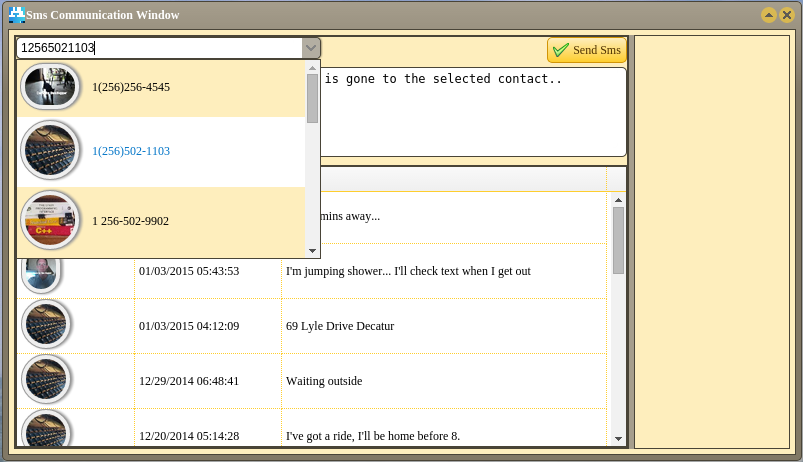 Sms Communication Window
12565021103
Send Sms
1(256)256-4545
is gone to the selected contact..
1(256)502-1103
1 256-502-9902
C++
mins away...
01/03/2015 05:43:53 I'm jumping shower... I'll check text when I get out
01/03/2015 04:12:09 69 Lyle Drive Decatur
12/29/2014 06:48:41 Waiting outside
12/20/2014 05:14:28 I've got a ride, I'll be home before 8.